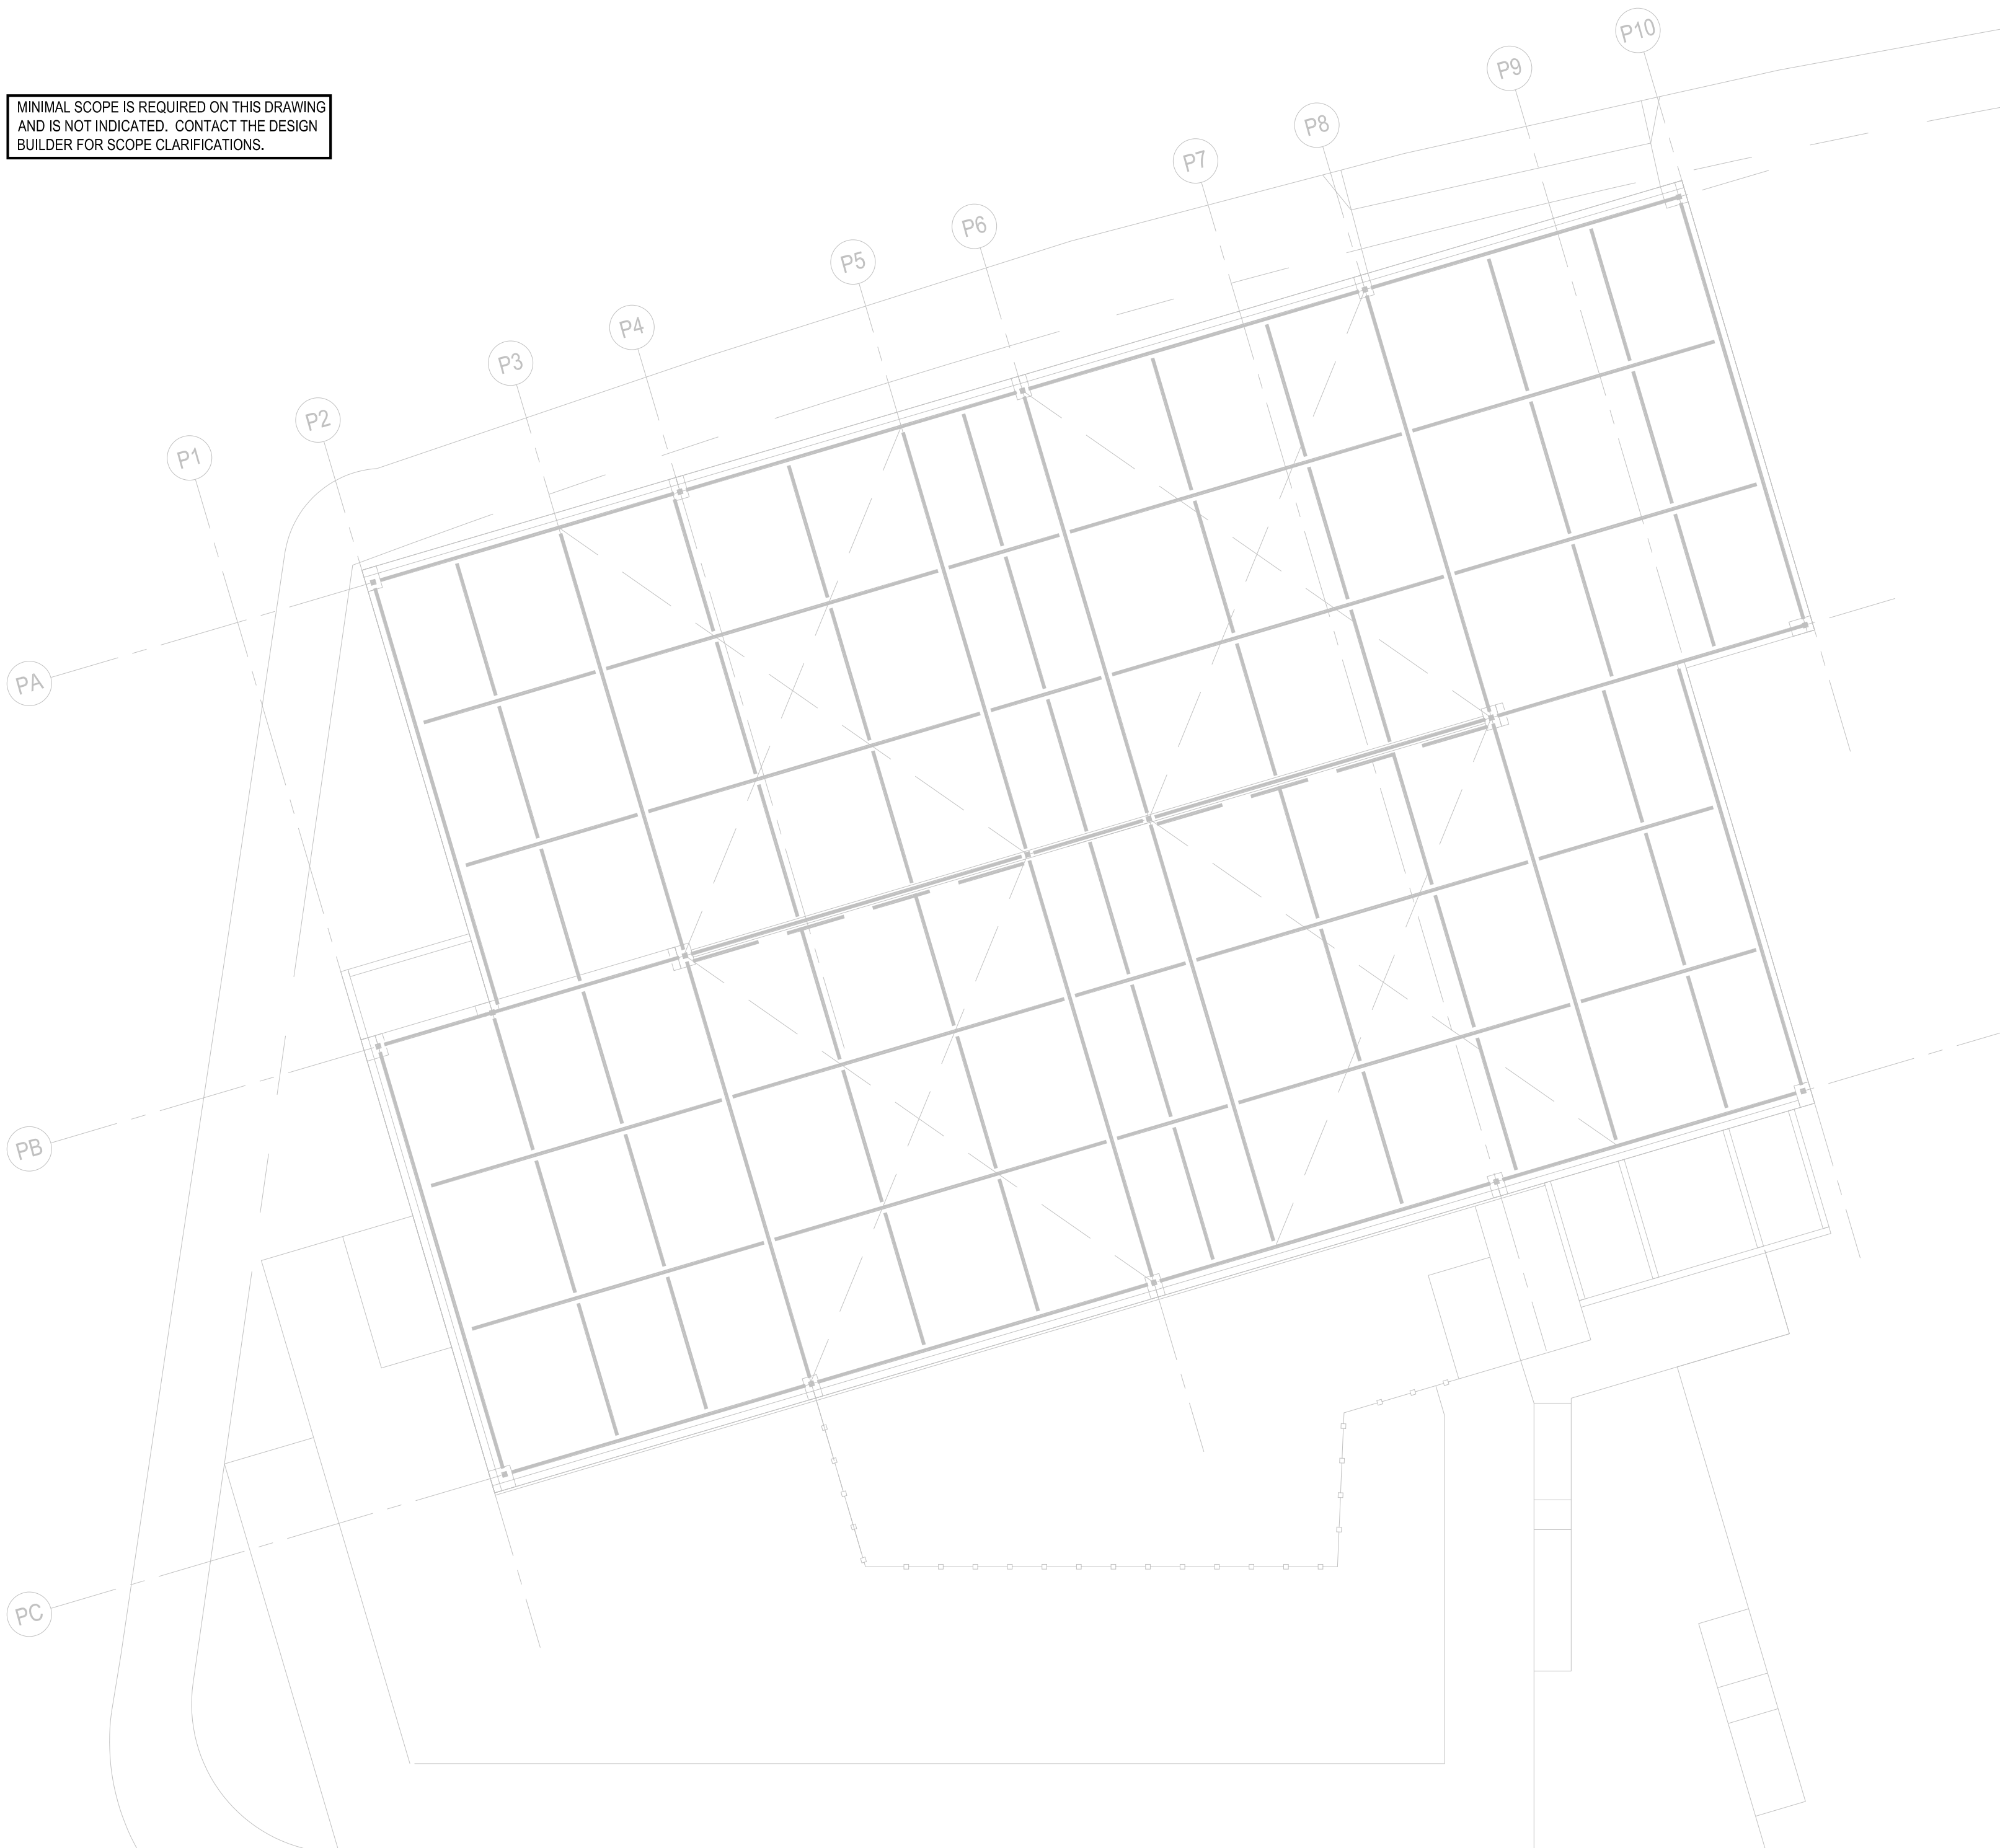 P10
P9
P8
MINIMAL SCOPE IS REQUIRED ON THIS DRAWING
AND IS NOT INDICATED.  CONTACT THE DESIGN
BUILDER FOR SCOPE CLARIFICATIONS.
P7
P6
P5
P4
P3
P2
P1
PA
PB
PC